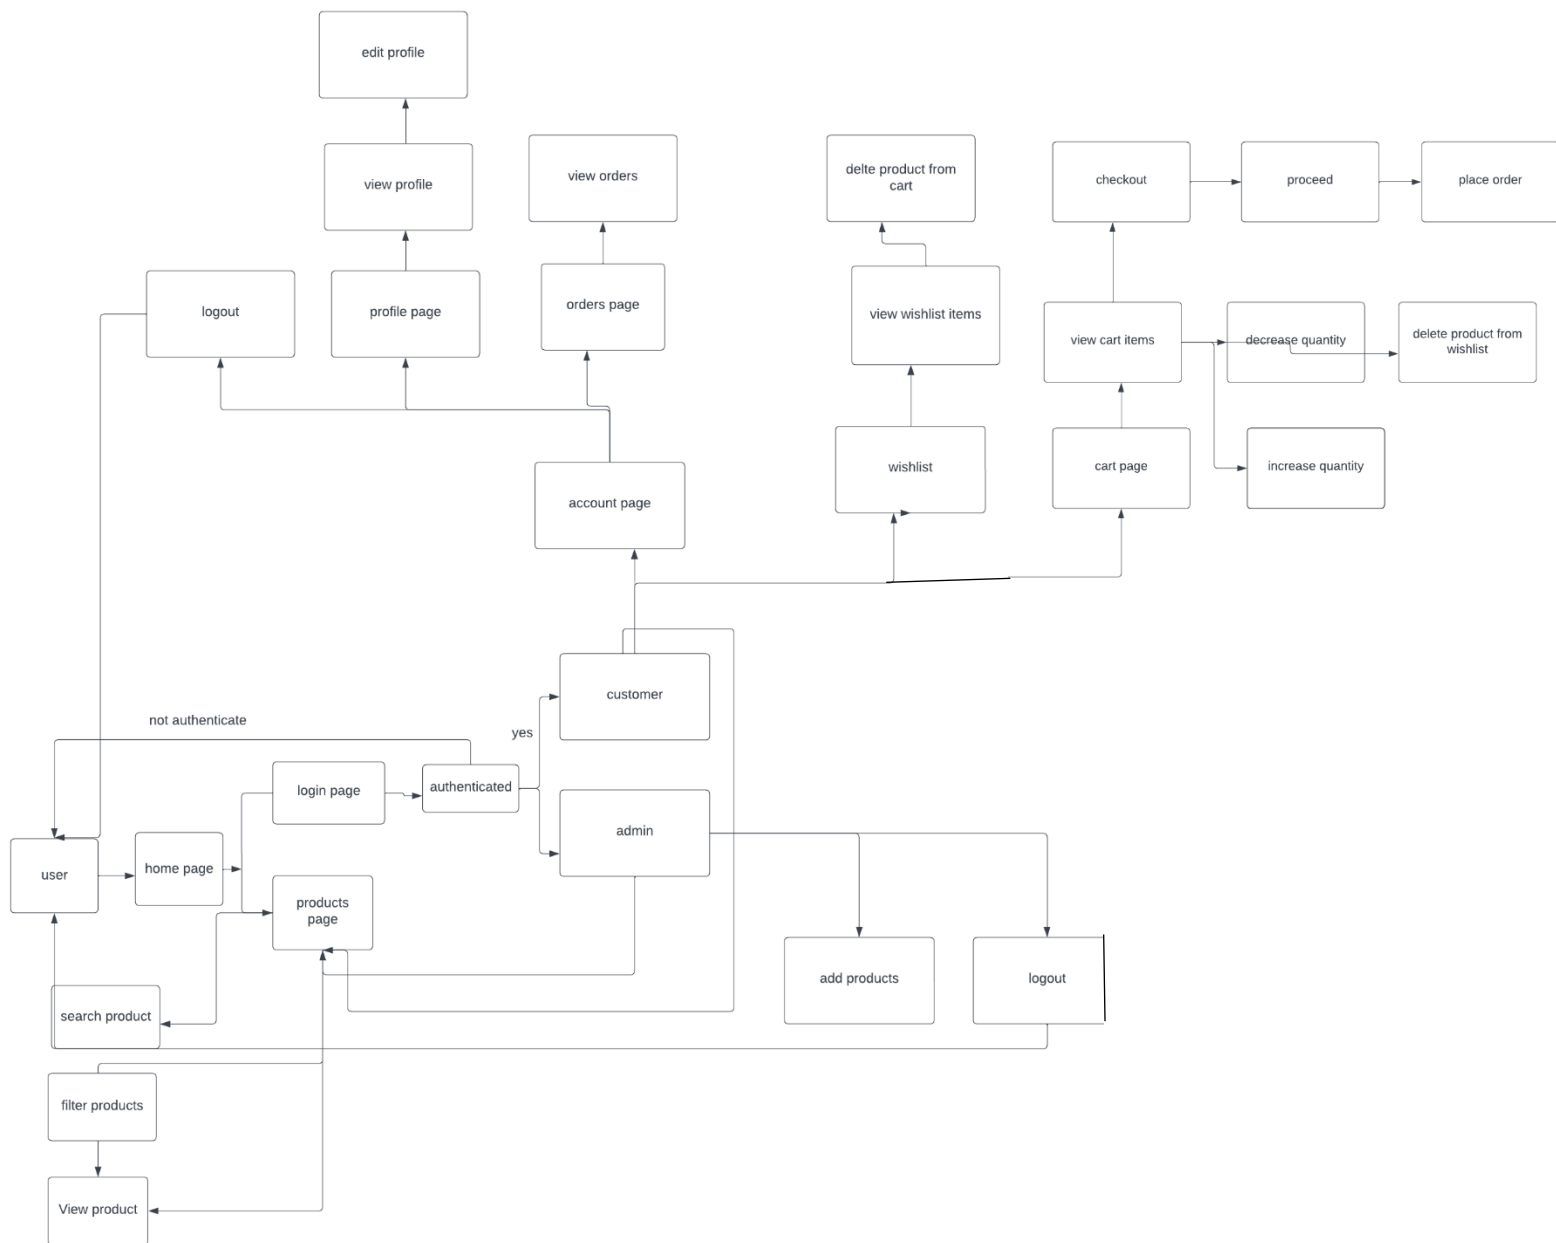 edit profile
view profile
view orders
delte product from
cart
checkout
proceed
place order
logout
profile page
orders page
view wishlist items
view cart items
decrease quantity
delete product from
wishlist
account page
wishlist
cart page
increase quantity
customer
not authenticate
yes
login page
authenticated
admin
user
home page
products
page
add products
logout
search product
filter products
View product